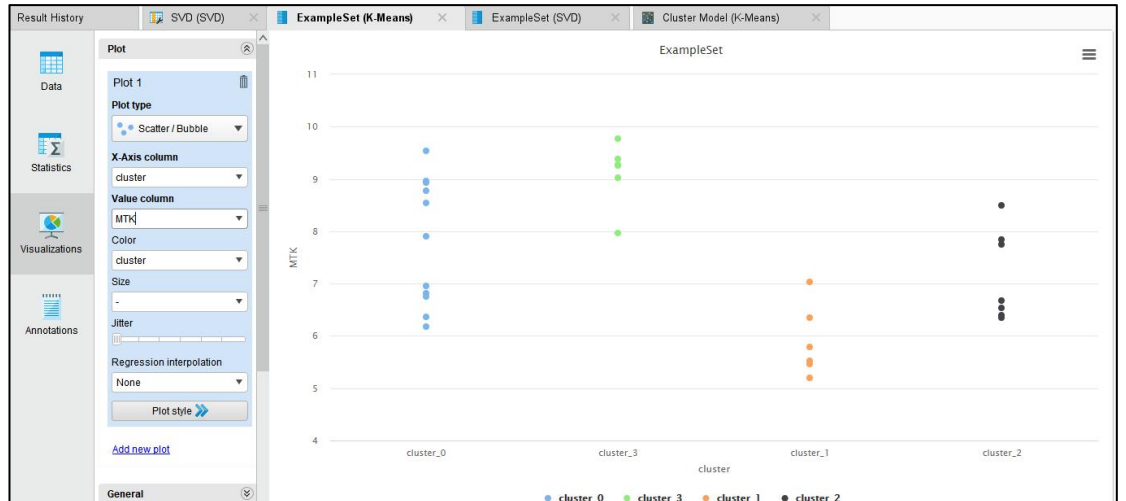 Result History
SVD (SVD)
ExampleSet (K-Means)
ExampleSet (SVD)
Cluster Model (K-Means)
Data
Statistics
Visualizations
Annotations
Plot
Plot 1
Plot type
Scatter / Bubble
X-Axis column
cluster
Value column
MTK
Color
cluster
Size
-
Jitter
Regression interpolation
None
Plot style
Add new plot
General
ExampleSet
MTK
11
10
9
8
7
6
5
4
cluster_0 cluster_3 cluster_1 cluster_2
cluster
cluster_0 cluster_3 cluster_1 cluster_2